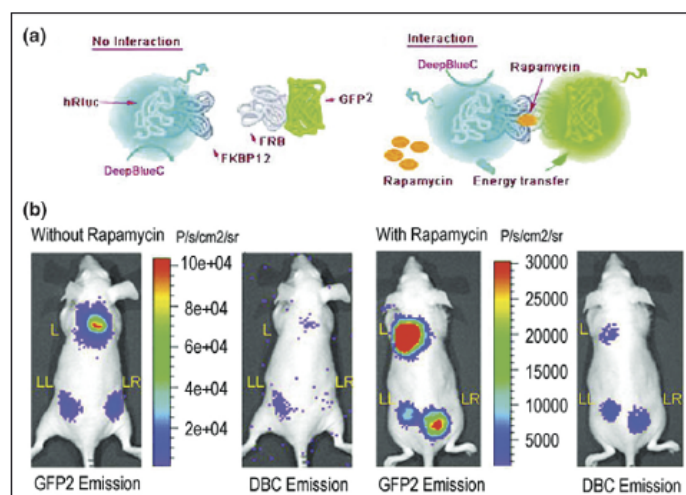 (a)
No Interaction
Interaction
DeepBlueC
Rapamycin
hRluc
GFP²
FRB
FKBP12
DeepBlueC
Rapamycin
Energy transfer
(b)
Without Rapamycin
P/s/cm2/sr
With Rapamycin
P/s/cm2/sr
10e+04
8e+04
6e+04
4e+04
2e+04
30000
25000
20000
15000
10000
5000
L
L
L
L
LL
LR
LL
LR
LL
LR
LL
LR
GFP2 Emission
DBC Emission
GFP2 Emission
DBC Emission